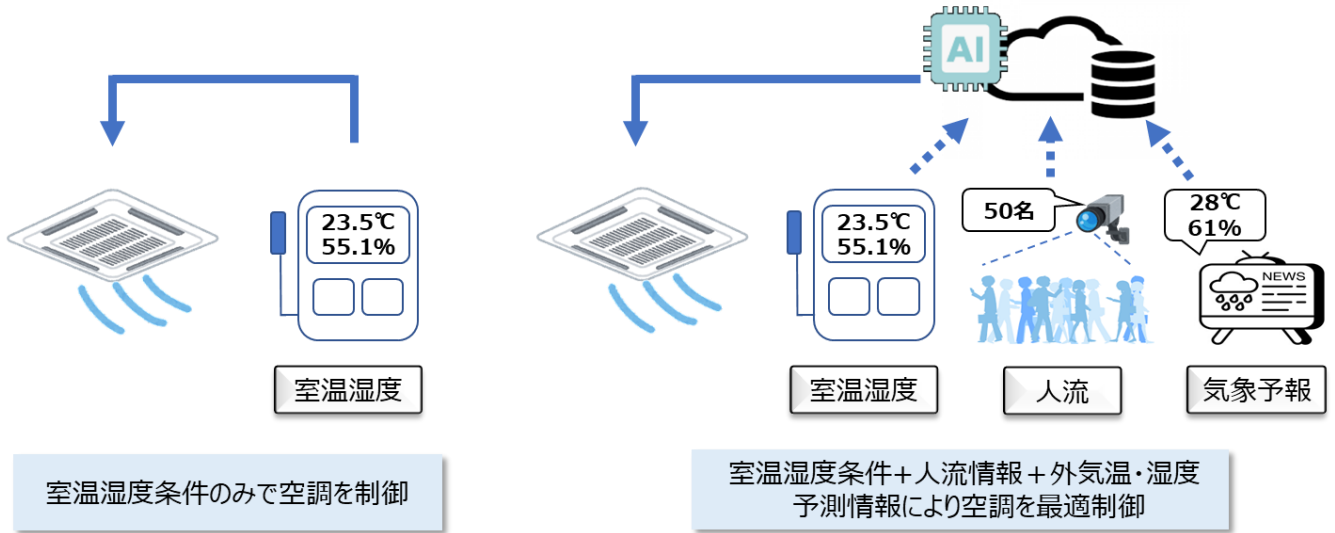 23.5℃
55.1%
室温湿度
室温湿度条件のみで空調を制御
AI
23.5℃
55.1%
室温湿度
50名
人流
28℃
61%
NEWS
気象予報
室温湿度条件＋人流情報＋外気温・湿度
予測情報により空調を最適制御